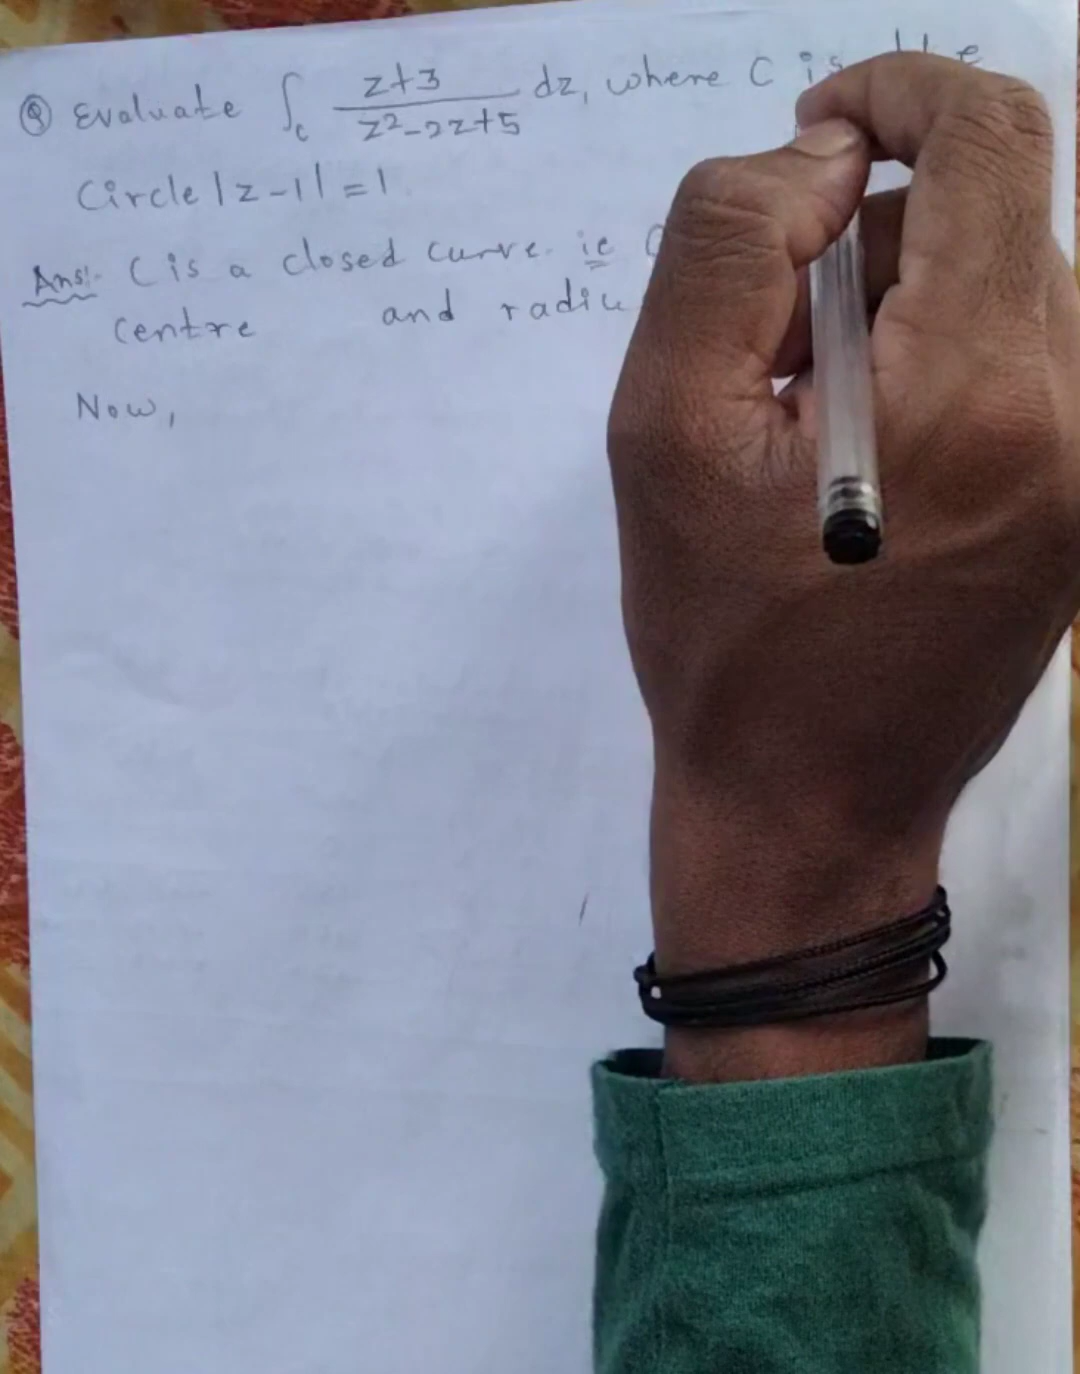 Q Evaluate ∫c z+3 / z²-2z+5 dz, where C is the
Circle |z-1| = 1
Ans:- C is a closed curve. ie
Centre and
Now,